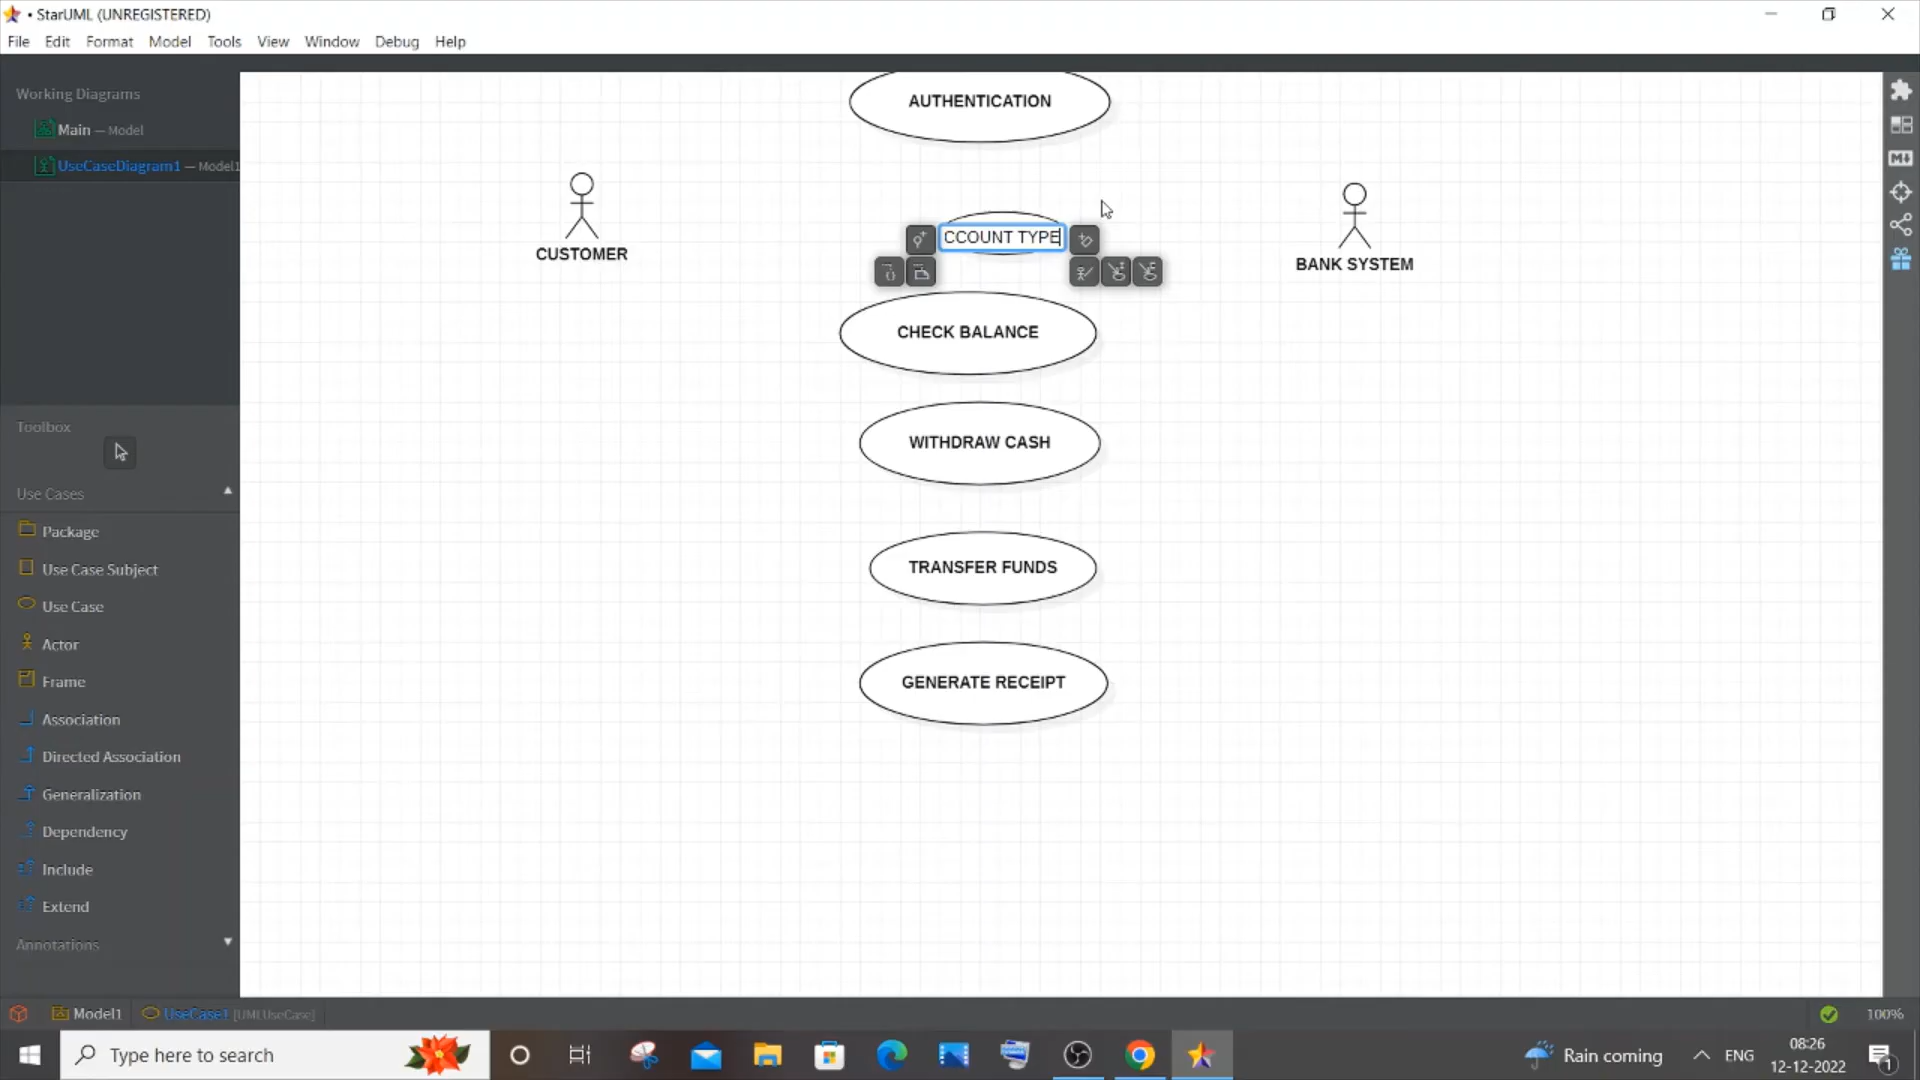 • StarUML (UNREGISTERED)
File Edit Format Model Tools View Window Debug Help
Working Diagrams
Main — Model
UseCaseDiagram1 — Model1
Toolbox
Use Cases
Package
Use Case Subject
Use Case
Actor
Frame
Association
Directed Association
Generalization
Dependency
Include
Extend
Annotations
AUTHENTICATION
CUSTOMER
CCOUNT TYPE
BANK SYSTEM
CHECK BALANCE
WITHDRAW CASH
TRANSFER FUNDS
GENERATE RECEIPT
Model1 UseCase1 [UMLUseCase]
100%
Type here to search
Rain coming
ENG
08:26
12-12-2022
1